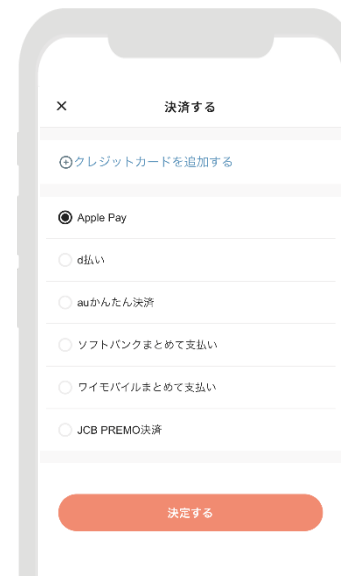 × 決済する
⊕クレジットカードを追加する
Apple Pay
d払い
auかんたん決済
ソフトバンクまとめて支払い
ワイモバイルまとめて支払い
JCB PREMO決済
決定する